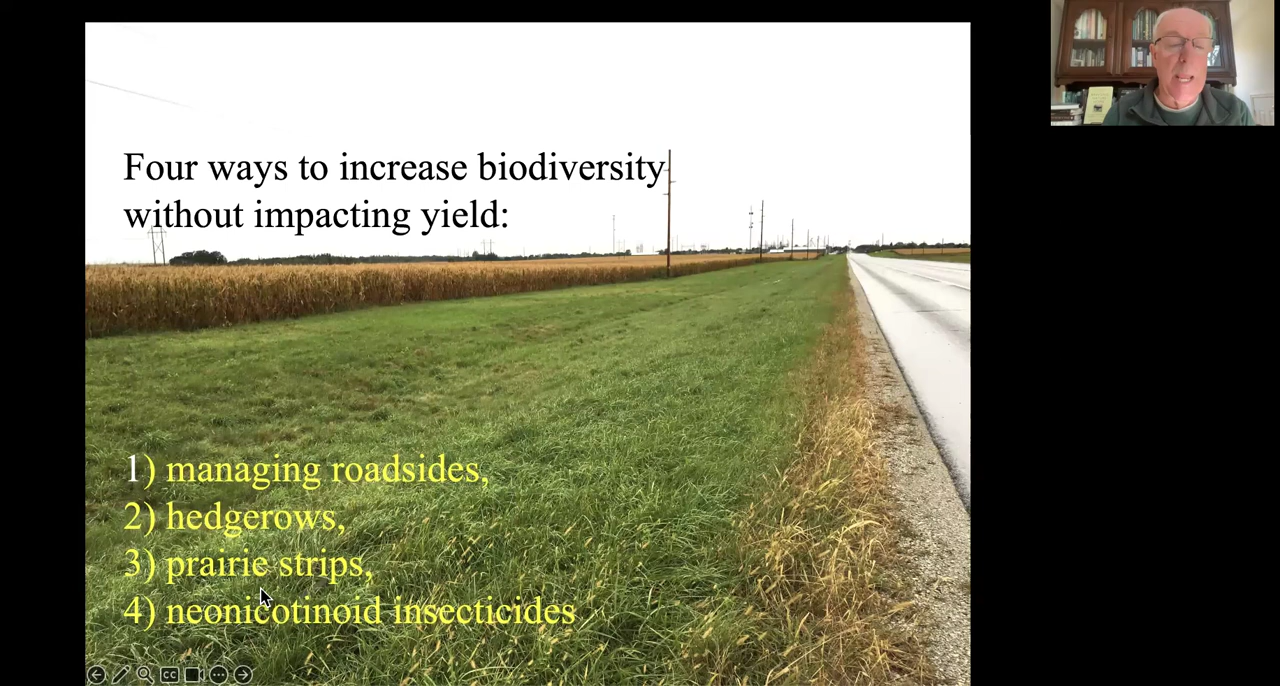 Four ways to increase biodiversity
without impacting yield:
1) managing roadsides,
2) hedgerows,
3) prairie strips,
4) neonicotinoid insecticides
CC